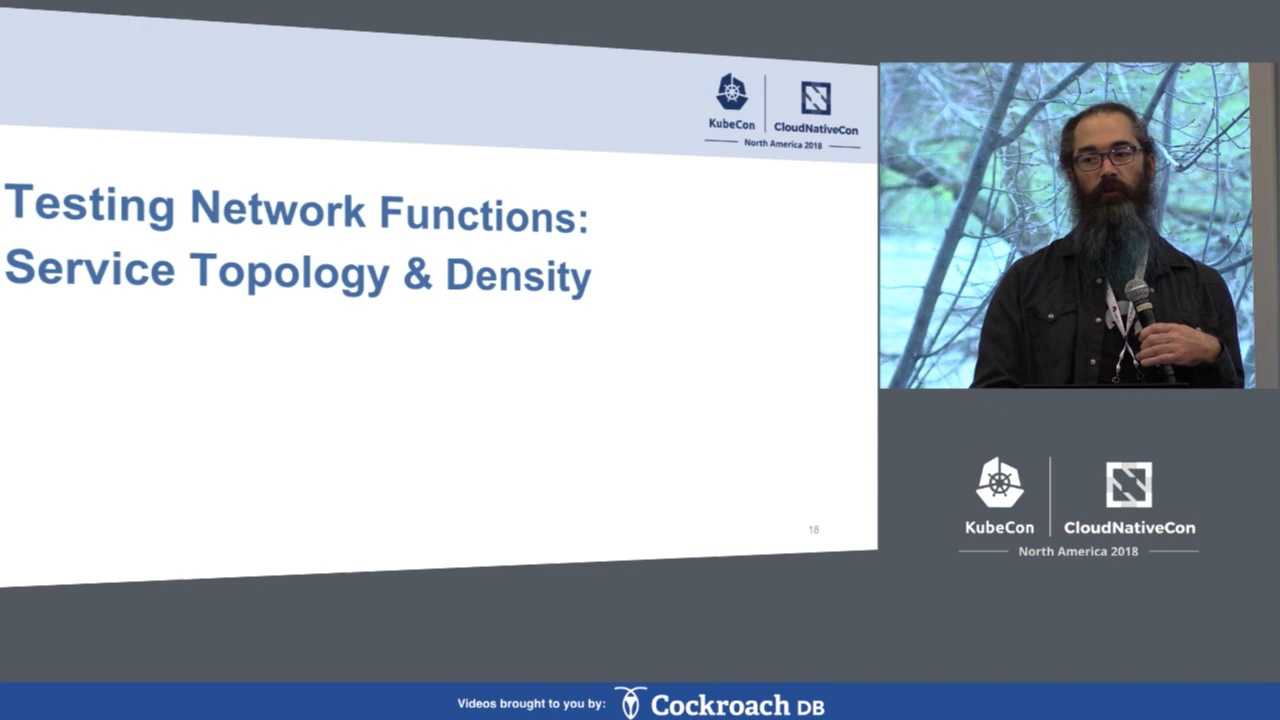 KubeCon
CloudNativeCon
North America 2018
Testing Network Functions:
Service Topology & Density
18
KubeCon
CloudNativeCon
North America 2018
Videos brought to you by:
Cockroach DB